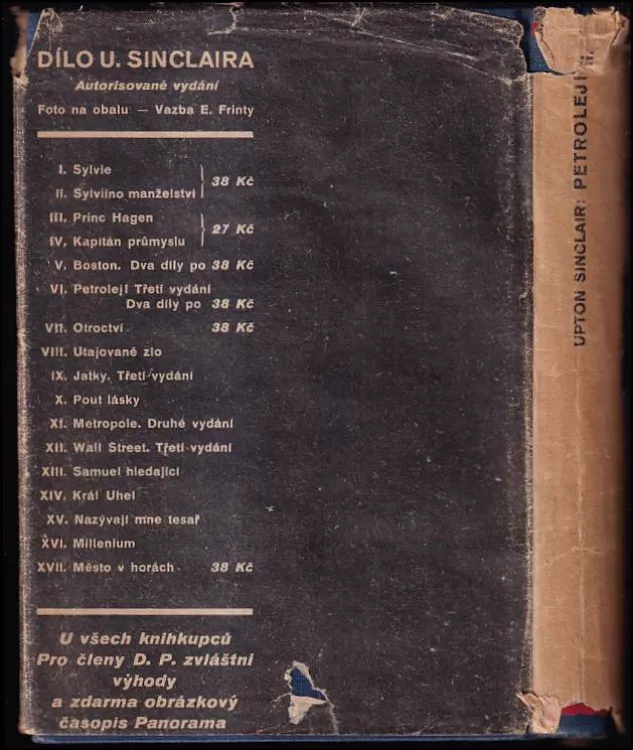 DÍLO U. SINCLAIRA
Autorisované vydání
Foto na obalu — Vazba E. Frinty
I. Sylvie
II. Sylviino manželství
38 Kč
III. Princ Hagen
IV. Kapitán průmyslu
27 Kč
V. Boston. Dva díly po 38 Kč
VI. Petrolej! Třetí vydání
Dva díly po 38 Kč
VII. Otroctví 38 Kč
VIII. Utajované zlo
IX. Jatky. Třetí vydání
X. Pout lásky
XI. Metropole. Druhé vydání
XII. Wall Street. Třetí vydání
XIII. Samuel hledající
XIV. Král Uhel
XV. Nazývají mne tesař
XVI. Millenium
XVII. Město v horách 38 Kč
U všech knihkupců
Pro členy D. P. zvláštní
výhody
a zdarma obrázkový
časopis Panorama
UPTON SINCLAIR: PETROLEJ